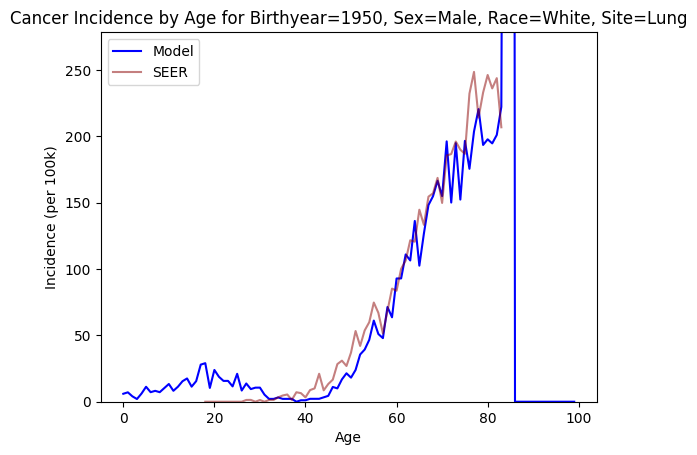 Cancer Incidence by Age for Birthyear=1950, Sex=Male, Race=White, Site=Lung
Model
SEER
250
200
150
100
50
0
Incidence (per 100k)
0 20 40 60 80 100
Age